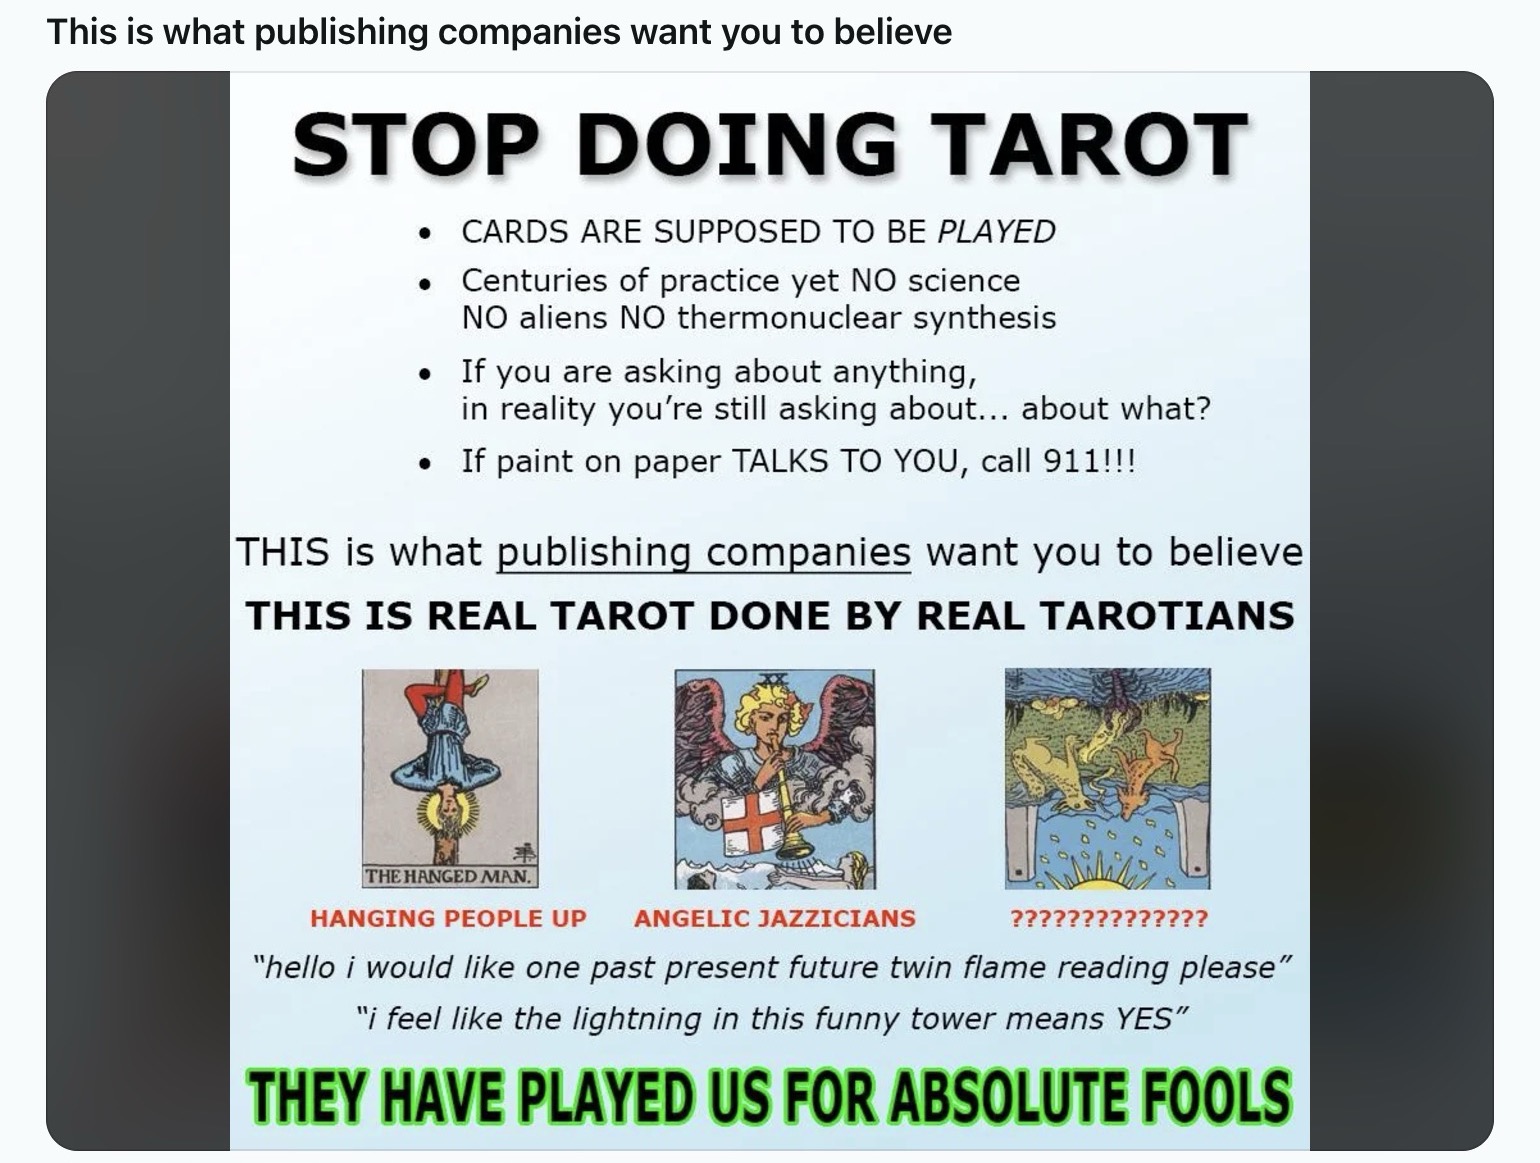 This is what publishing companies want you to believe
STOP DOING TAROT
• CARDS ARE SUPPOSED TO BE PLAYED
• Centuries of practice yet NO science
NO aliens NO thermonuclear synthesis
• If you are asking about anything,
in reality you’re still asking about... about what?
• If paint on paper TALKS TO YOU, call 911!!!
THIS is what publishing companies want you to believe
THIS IS REAL TAROT DONE BY REAL TAROTIANS
XX
THE HANGED MAN.
HANGING PEOPLE UP
ANGELIC JAZZICIANS
??????????????
“hello i would like one past present future twin flame reading please”
“i feel like the lightning in this funny tower means YES”
THEY HAVE PLAYED US FOR ABSOLUTE FOOLS